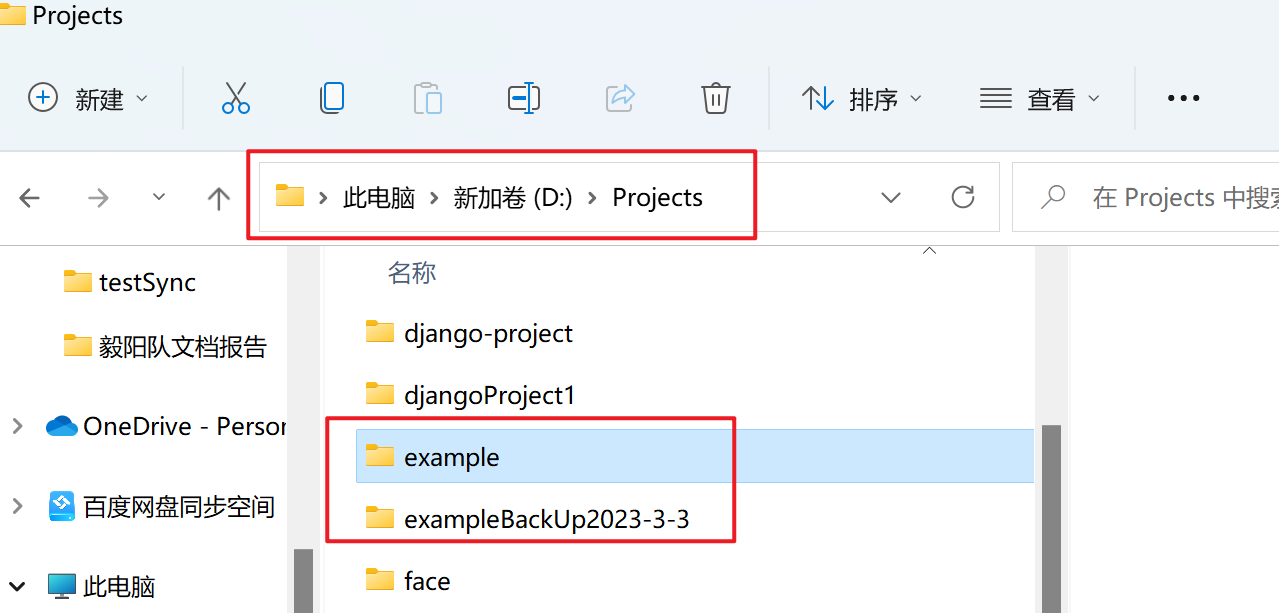 Projects
新建 排序 查看
此电脑 新加卷 (D:) Projects 在 Projects 中搜
testSync
毅阳队文档报告
OneDrive - Person
百度网盘同步空间
此电脑
名称
django-project
djangoProject1
example
exampleBackUp2023-3-3
face